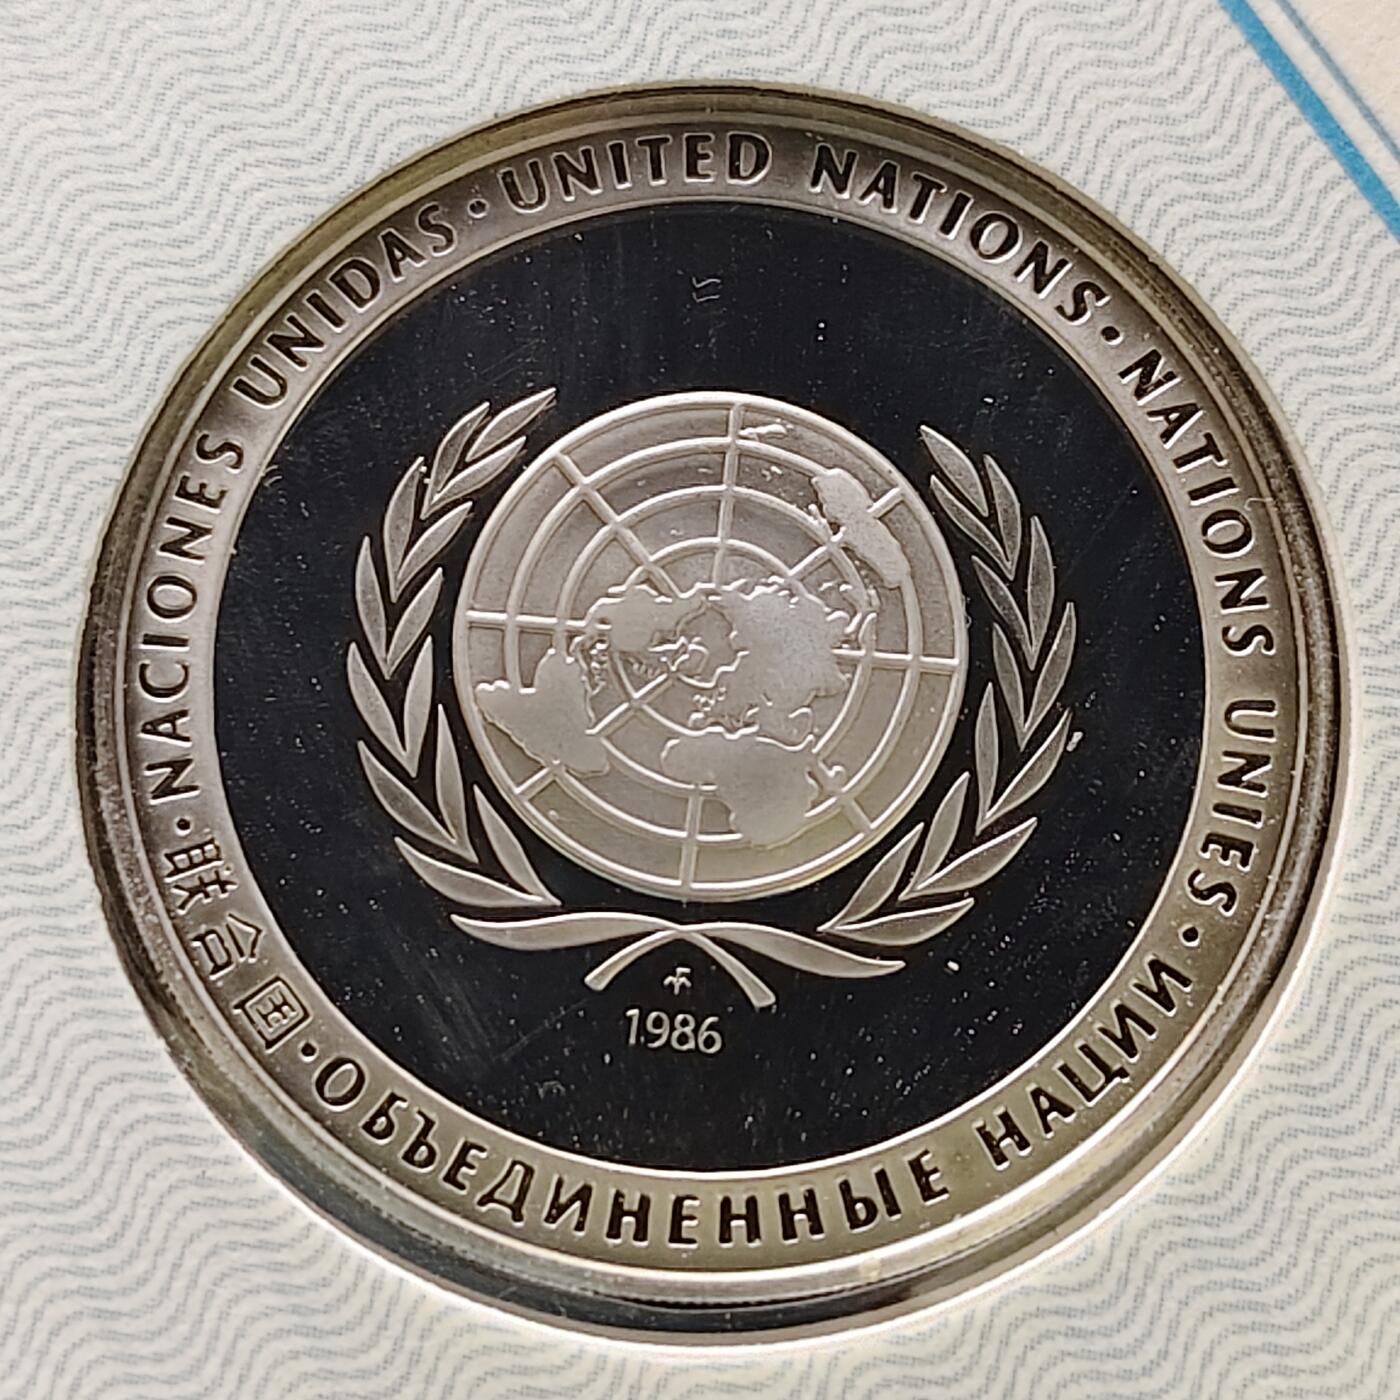 UNITED NATIONS · NATIONS UNIES · ОБЪЕДИНЕННЫЕ НАЦИИ · 联合国 · NACIONES UNIDAS ·
1986